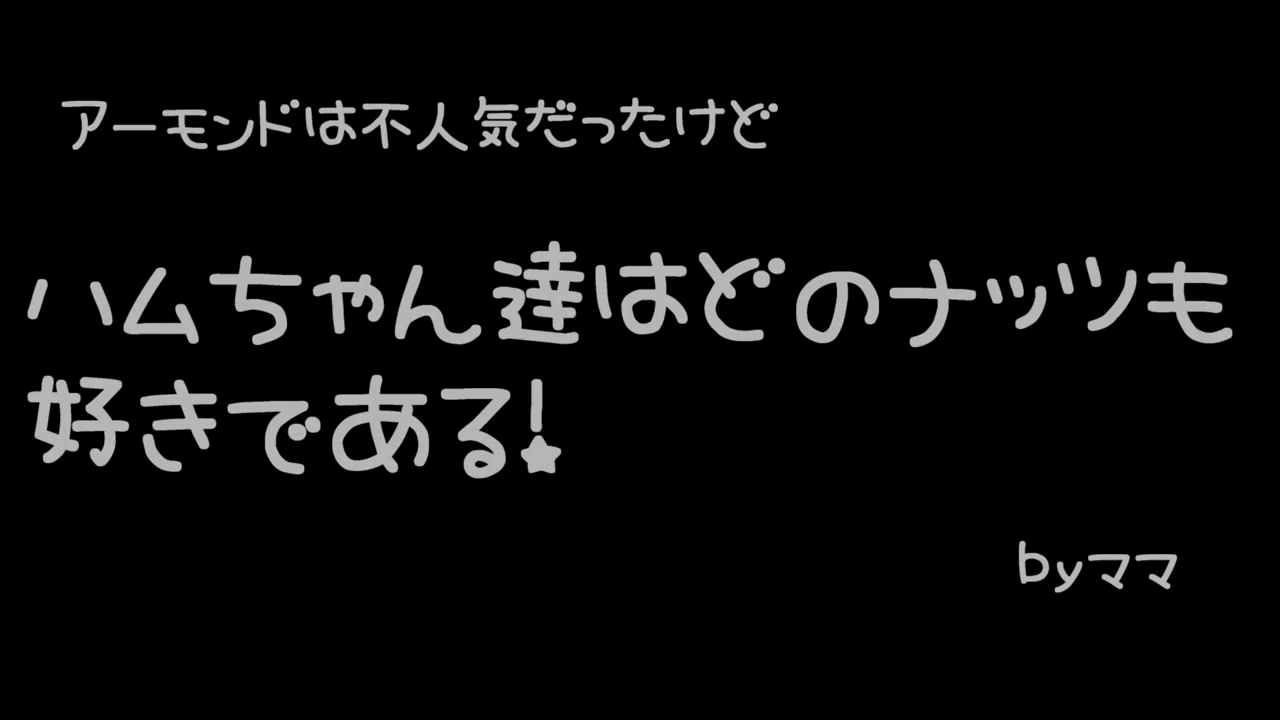 アーモンドは不人気だったけど
ハムちゃん達はどのナッツも
好きである!
byママ